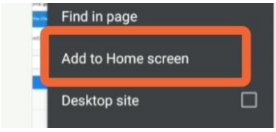 Find in page
Add to Home screen
Desktop site